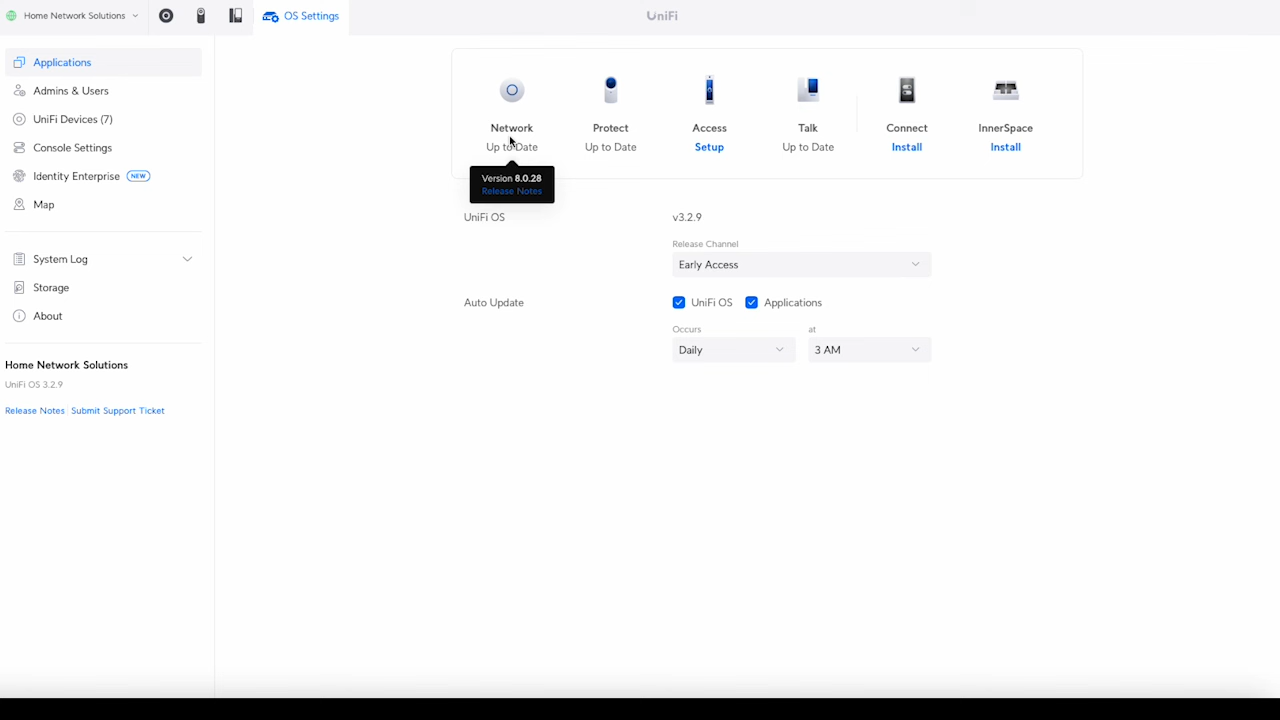 Home Network Solutions
OS Settings
UniFi
Applications
Admins & Users
UniFi Devices (7)
Console Settings
Identity Enterprise NEW
Map
System Log
Storage
About
Home Network Solutions
UniFi OS 3.2.9
Release Notes Submit Support Ticket
Network Protect Access Talk Connect InnerSpace
Up to Date Up to Date Setup Up to Date Install Install
Version 8.0.28
Release Notes
UniFi OS v3.2.9
Release Channel
Early Access
Auto Update UniFi OS Applications
Occurs at
Daily 3 AM